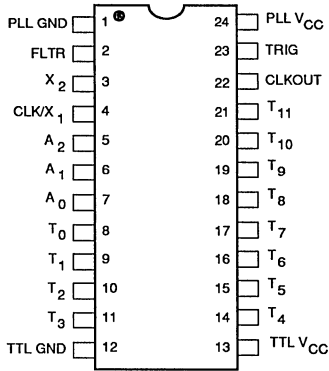 PLL GND 1 24 PLL VCC
FLTR 2 23 TRIG
X2 3 22 CLKOUT
CLK/X1 4 21 T11
A2 5 20 T10
A1 6 19 T9
A0 7 18 T8
T0 8 17 T7
T1 9 16 T6
T2 10 15 T5
T3 11 14 T4
TTL GND 12 13 TTL VCC